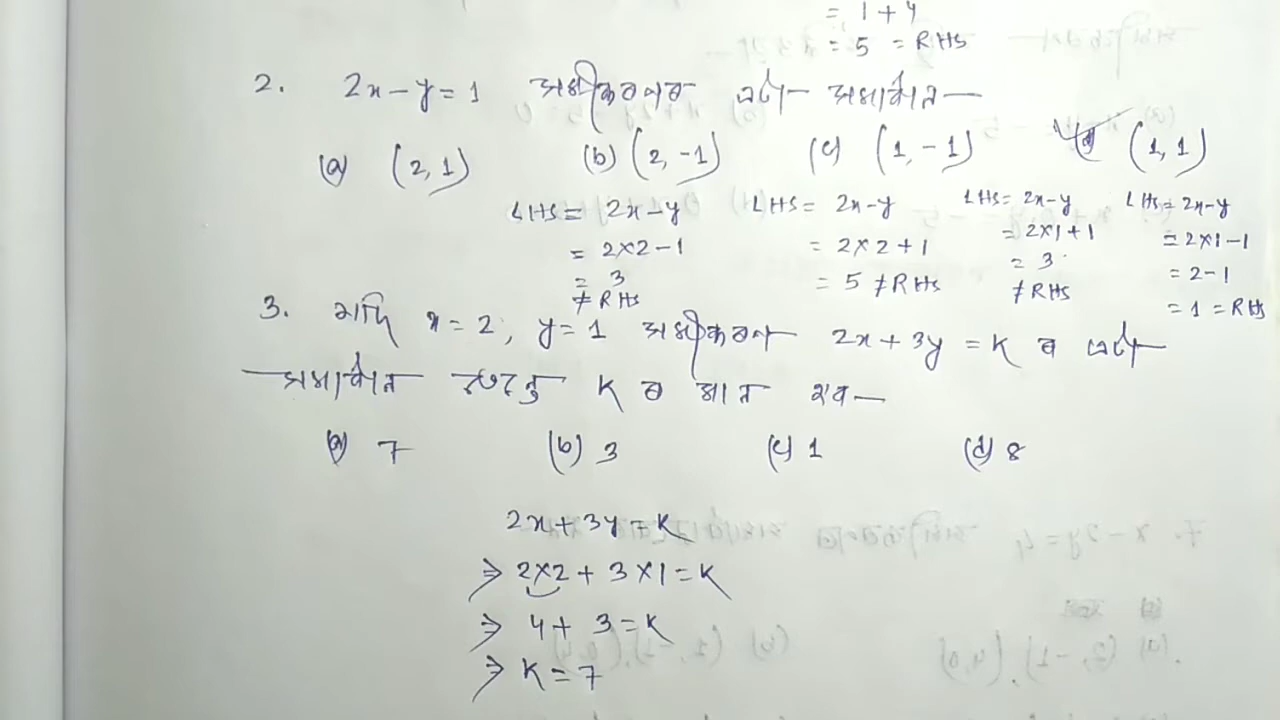 = 1 + 4
= 5 = RHS
2. 2x - y = 1 সমীকৰণৰ এটা সমাধান —
(a) (2, 1) (b) (2, -1) (c) (1, -1) (d) (1, 1)
LHS = 2x - y LHS = 2x - y LHS = 2x - y LHS = 2x - y
= 2×2 - 1 = 2×2 + 1 = 2×1 + 1 = 2×1 - 1
= 3 = 5 ≠ RHS = 3 = 2 - 1
≠ RHS ≠ RHS = 1 = RHS
3. যদি x = 2, y = 1 সমীকৰণ 2x + 3y = K ৰ এটা
সমাধান K ৰ মান হব —
(a) 7 (b) 3 (c) 1 (d) 8
2x + 3y = K
⇒ 2×2 + 3×1 = K
⇒ 4 + 3 = K
⇒ K = 7